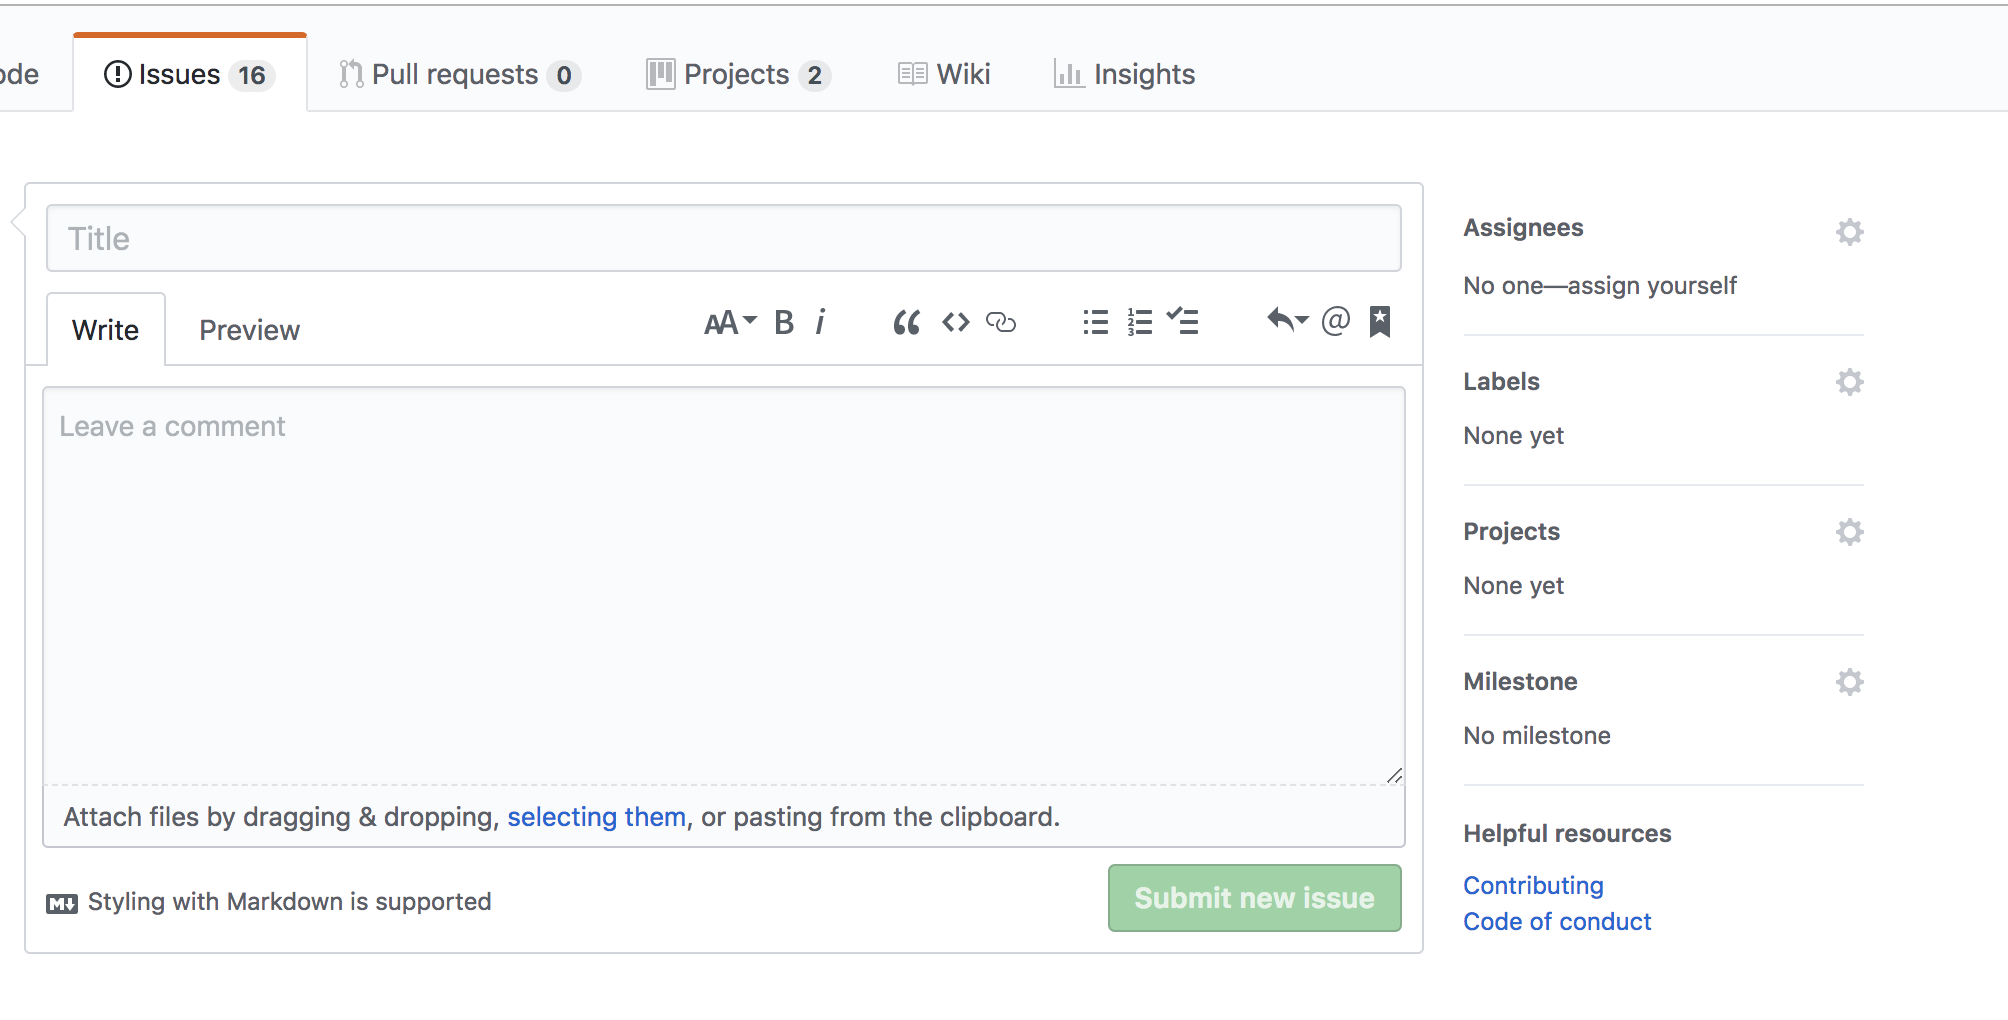 ode Issues 16 Pull requests 0 Projects 2 Wiki Insights
Title
Write Preview AA B i @
Leave a comment
Attach files by dragging & dropping, selecting them, or pasting from the clipboard.
Styling with Markdown is supported
Submit new issue
Assignees
No one—assign yourself
Labels
None yet
Projects
None yet
Milestone
No milestone
Helpful resources
Contributing
Code of conduct